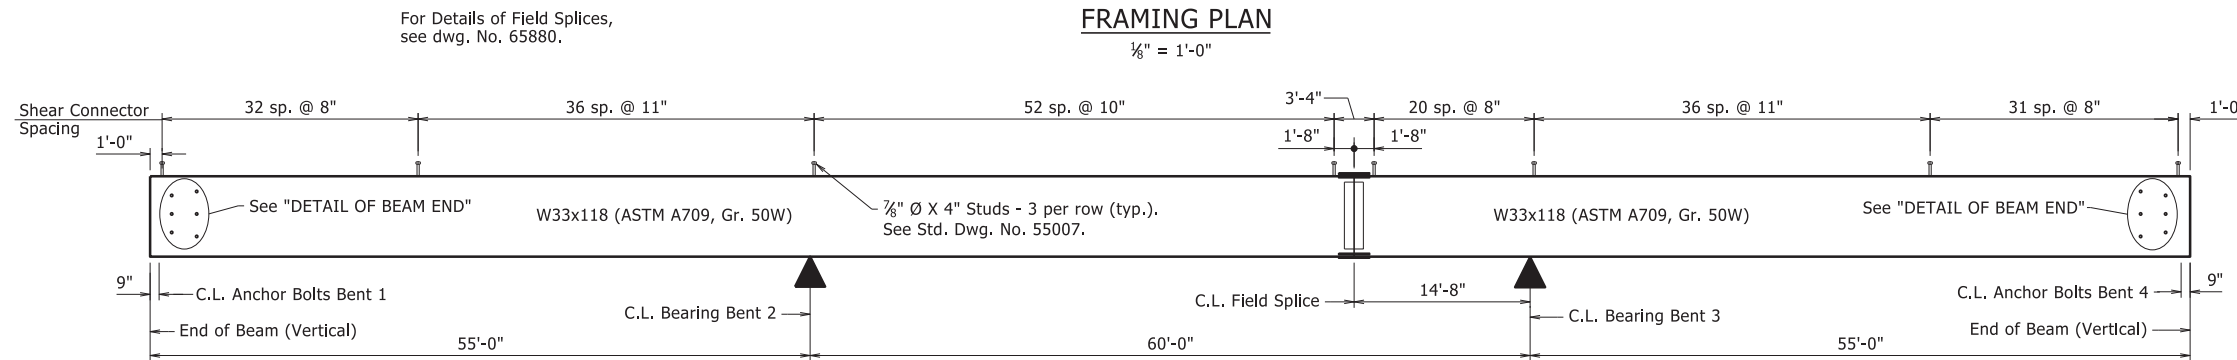 For Details of Field Splices,
see dwg. No. 65880.
FRAMING PLAN
⅛" = 1'-0"
Shear Connector
Spacing
32 sp. @ 8"
36 sp. @ 11"
52 sp. @ 10"
3'-4"
20 sp. @ 8"
36 sp. @ 11"
31 sp. @ 8"
1'-0
1'-0"
1'-8"
1'-8"
See "DETAIL OF BEAM END"
W33x118 (ASTM A709, Gr. 50W)
⅞" Ø X 4" Studs - 3 per row (typ.).
See Std. Dwg. No. 55007.
W33x118 (ASTM A709, Gr. 50W)
See "DETAIL OF BEAM END"
9"
C.L. Anchor Bolts Bent 1
C.L. Bearing Bent 2
C.L. Field Splice
14'-8"
C.L. Bearing Bent 3
C.L. Anchor Bolts Bent 4
9"
End of Beam (Vertical)
End of Beam (Vertical)
55'-0"
60'-0"
55'-0"